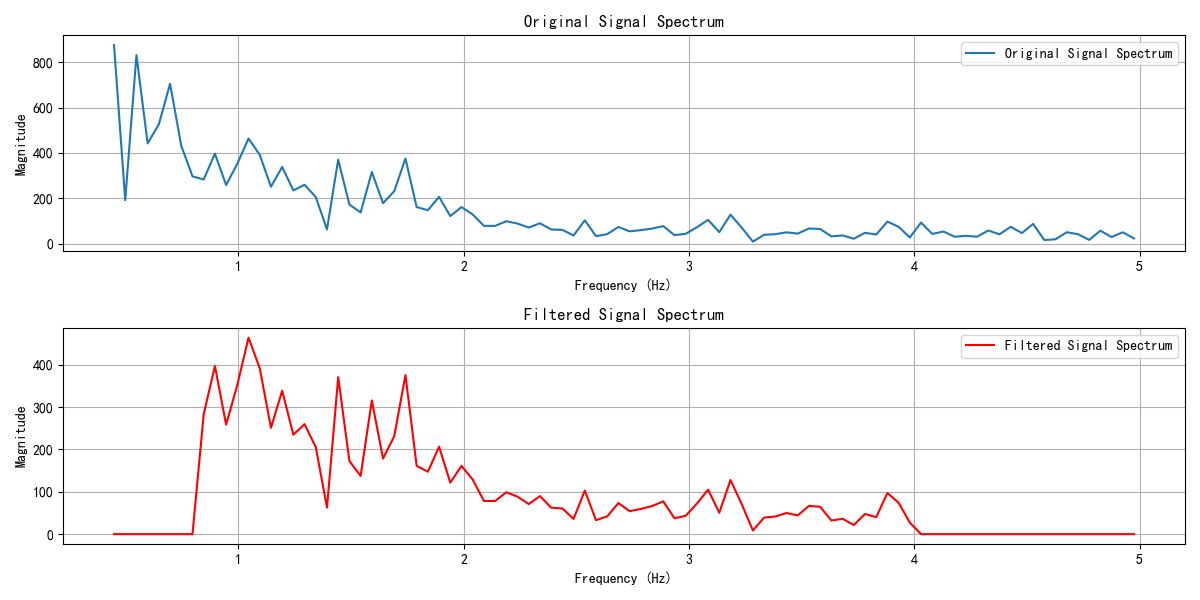 Original Signal Spectrum
Original Signal Spectrum
Magnitude
800
600
400
200
0
1 2 3 4 5
Frequency (Hz)
Filtered Signal Spectrum
Filtered Signal Spectrum
Magnitude
400
300
200
100
0
1 2 3 4 5
Frequency (Hz)